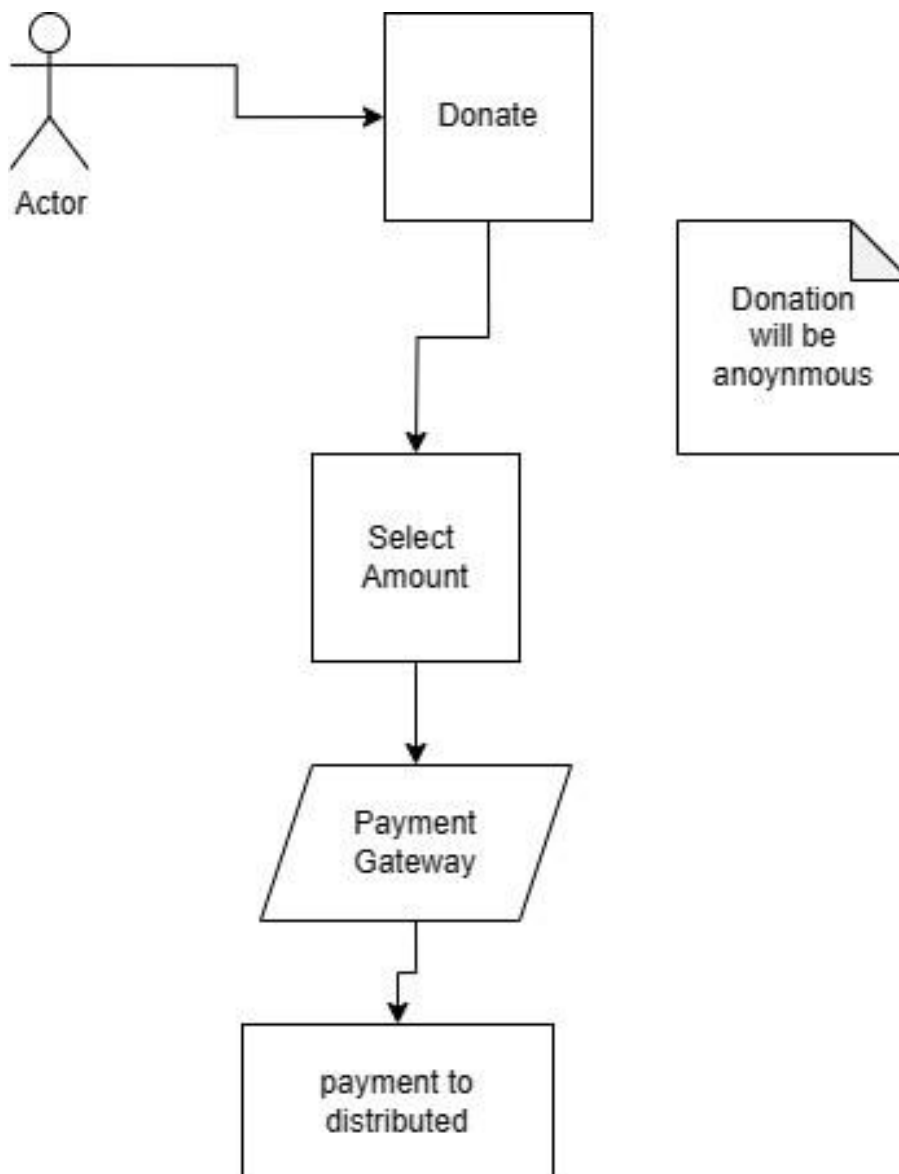 Actor
Donate
Donation
will be
anoynmous
Select
Amount
Payment
Gateway
payment to
distributed